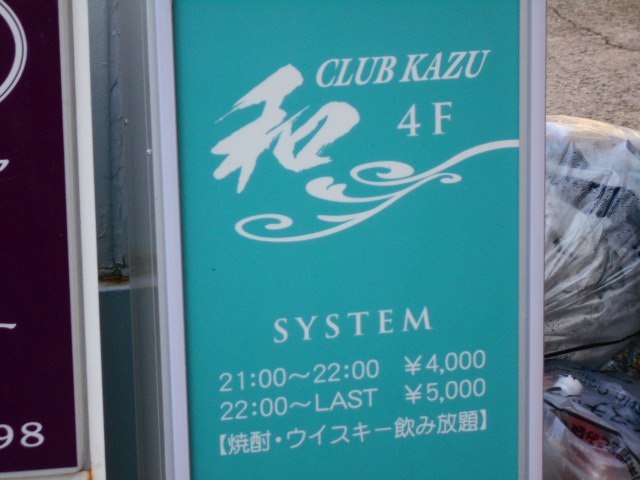 CLUB KAZU
和
4F
SYSTEM
21:00～22:00 ￥4,000
22:00～LAST ￥5,000
【焼酎・ウイスキー飲み放題】
98